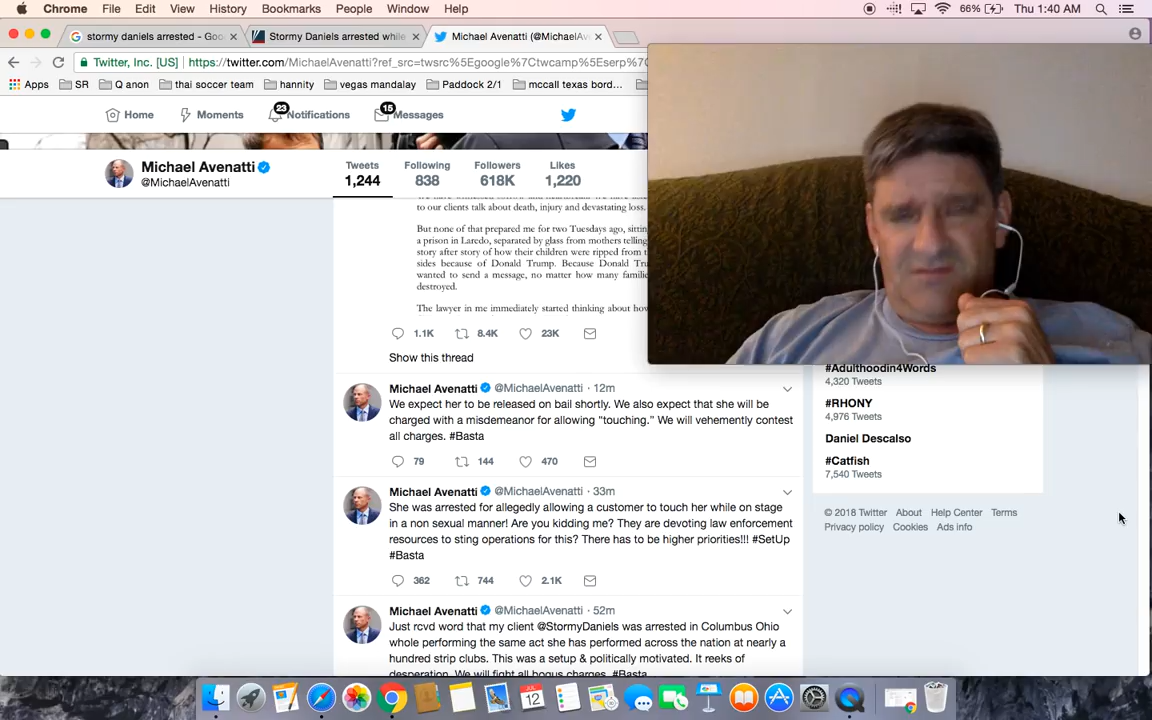 Chrome File Edit View History Bookmarks People Window Help 66% Thu 1:40 AM
stormy daniels arrested - Goo Stormy Daniels arrested while Michael Avenatti (@MichaelAv
Twitter, Inc. [US] https://twitter.com/MichaelAvenatti?ref_src=twsrc%5Egoogle%7Ctwcamp%5Eserp%7C
Apps SR Q anon thai soccer team hannity vegas mandalay Paddock 2/1 mccall texas bord...
Home Moments 23 Notifications 15 Messages
Michael Avenatti
@MichaelAvenatti
Tweets Following Followers Likes
1,244 838 618K 1,220
to our clients talk about death, injury and devastating loss.
But none of that prepared me for two Tuesdays ago, sittin
a prison in Laredo, separated by glass from mothers telling
story after story of how their children were ripped from th
sides because of Donald Trump. Because Donald Tru
wanted to send a message, no matter how many familie
destroyed.
The lawyer in me immediately started thinking about how
1.1K 8.4K 23K
Show this thread
Michael Avenatti @MichaelAvenatti · 12m
We expect her to be released on bail shortly. We also expect that she will be
charged with a misdemeanor for allowing “touching.” We will vehemently contest
all charges. #Basta
79 144 470
Michael Avenatti @MichaelAvenatti · 33m
She was arrested for allegedly allowing a customer to touch her while on stage
in a non sexual manner! Are you kidding me? They are devoting law enforcement
resources to sting operations for this? There has to be higher priorities!!! #SetUp
#Basta
362 744 2.1K
Michael Avenatti @MichaelAvenatti · 52m
Just rcvd word that my client @StormyDaniels was arrested in Columbus Ohio
whole performing the same act she has performed across the nation at nearly a
hundred strip clubs. This was a setup & politically motivated. It reeks of
desperation. We will fight all bogus charges. #Basta
#AdulthoodIn4Words
4,320 Tweets
#RHONY
4,976 Tweets
Daniel Descalso
#Catfish
7,540 Tweets
© 2018 Twitter About Help Center Terms
Privacy policy Cookies Ads info
JUL
12